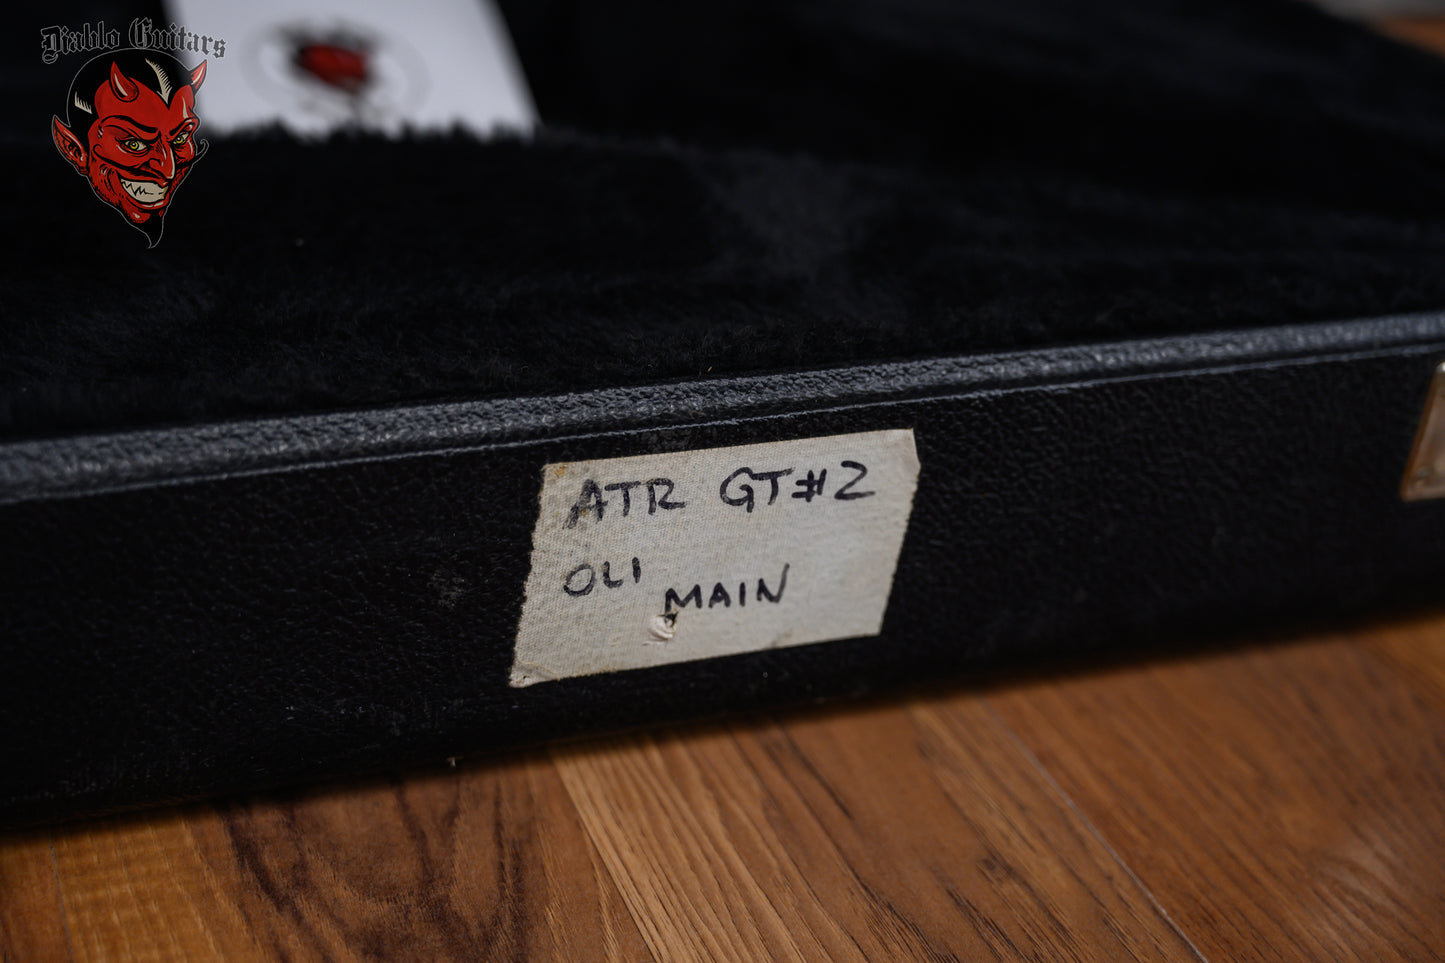 Diablo Guitars
ATR GT#2
OLI
MAIN